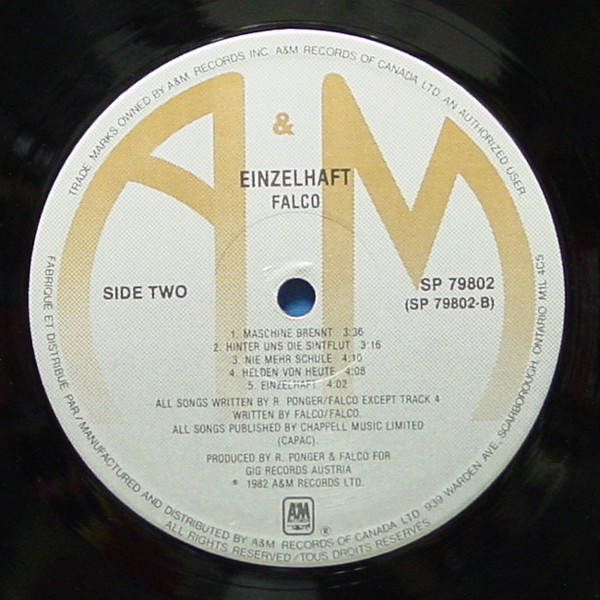 TRADE MARKS OWNED BY A&M. RECORDS INC. A&M RECORDS OF CANADA LTD. AN AUTHORIZED USER.
A & M
EINZELHAFT
FALCO
SIDE TWO
SP 79802
(SP 79802-B)
1. MASCHINE BRENNT 3:36
2. HINTER UNS DIE SINTFLUT 3:16
3. NIE MEHR SCHULE 4:10
4. HELDEN VON HEUTE 4:08
5. EINZELHAFT 4:02
ALL SONGS WRITTEN BY R. PONGER/FALCO EXCEPT TRACK 4
WRITTEN BY FALCO/FALCO.
ALL SONGS PUBLISHED BY CHAPPELL MUSIC LIMITED
(CAPAC).
PRODUCED BY R. PONGER & FALCO FOR
GIG RECORDS AUSTRIA
℗ 1982 A&M RECORDS LTD.
A&M ®
FABRIQUÉ ET DISTRIBUÉ PAR/MANUFACTURED AND DISTRIBUTED BY A&M RECORDS OF CANADA LTD. 939 WARDEN AVE., SCARBOROUGH, ONTARIO M1L 4C5
ALL RIGHTS RESERVED/TOUS DROITS RÉSERVÉS